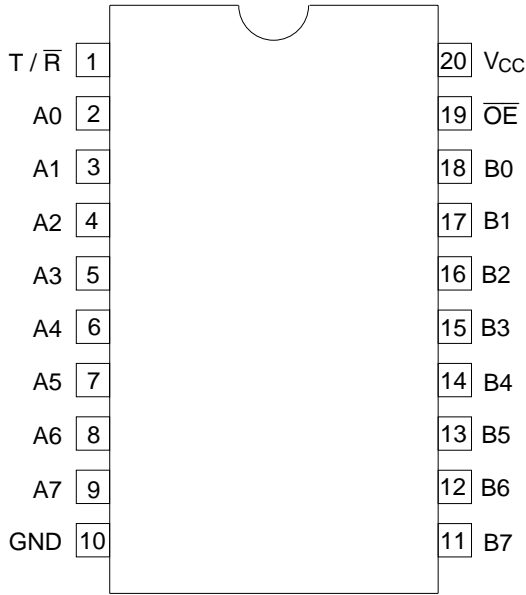 T / R̅ 1 20 VCC
A0 2 19 O̅E̅
A1 3 18 B0
A2 4 17 B1
A3 5 16 B2
A4 6 15 B3
A5 7 14 B4
A6 8 13 B5
A7 9 12 B6
GND 10 11 B7